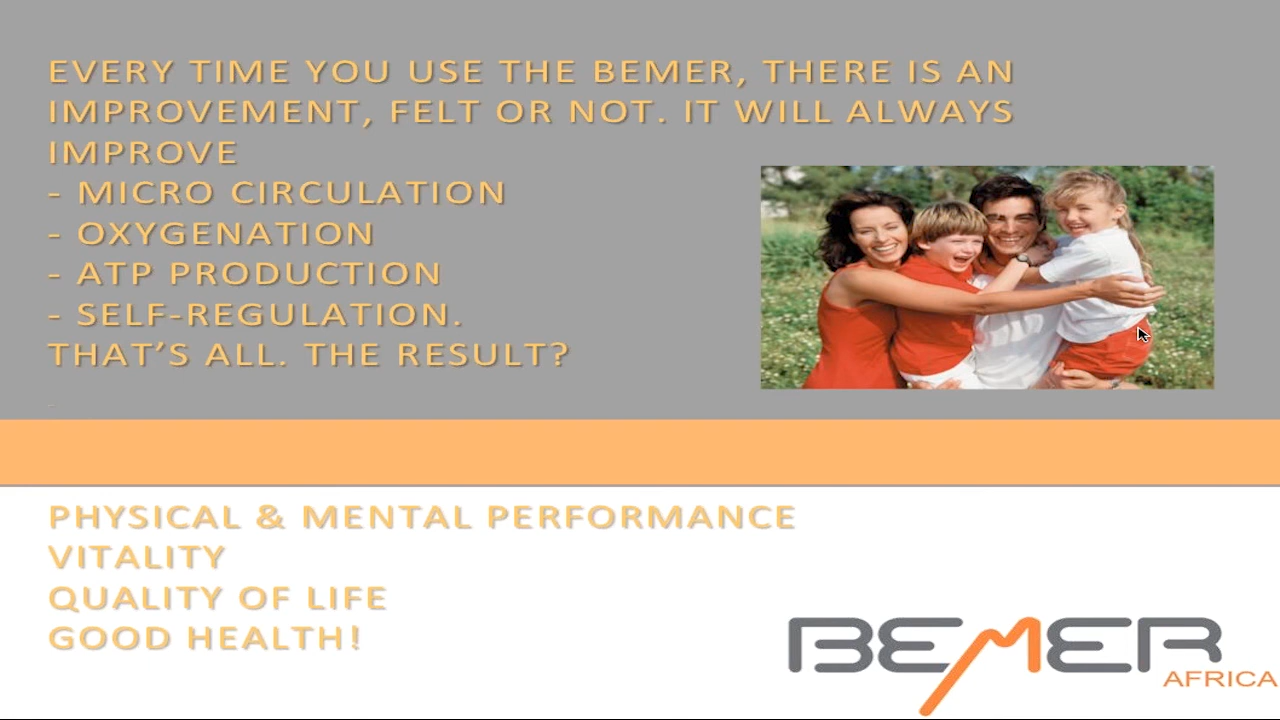 EVERY TIME YOU USE THE BEMER, THERE IS AN
IMPROVEMENT, FELT OR NOT. IT WILL ALWAYS
IMPROVE
- MICRO CIRCULATION
- OXYGENATION
- ATP PRODUCTION
- SELF-REGULATION.
THAT’S ALL. THE RESULT?
PHYSICAL & MENTAL PERFORMANCE
VITALITY
QUALITY OF LIFE
GOOD HEALTH!
BEMER
AFRICA